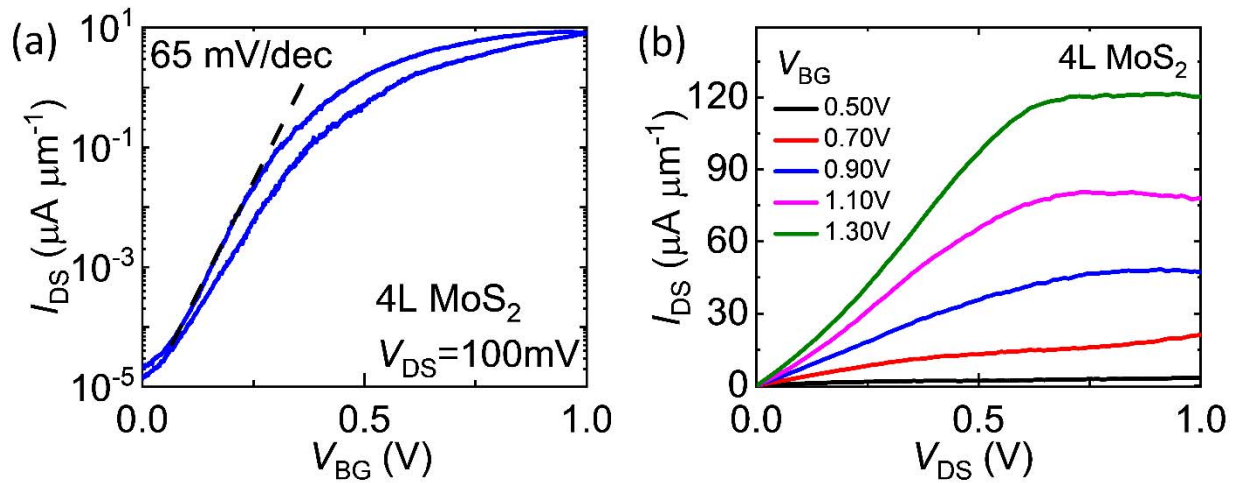 (a)
65 mV/dec
10¹
10⁻¹
10⁻³
10⁻⁵
I_DS (μA μm⁻¹)
4L MoS₂
V_DS=100mV
0.0 0.5 1.0
V_BG (V)
(b)
V_BG
4L MoS₂
0.50V
0.70V
0.90V
1.10V
1.30V
120
90
60
30
0
I_DS (μA μm⁻¹)
0.0 0.5 1.0
V_DS (V)